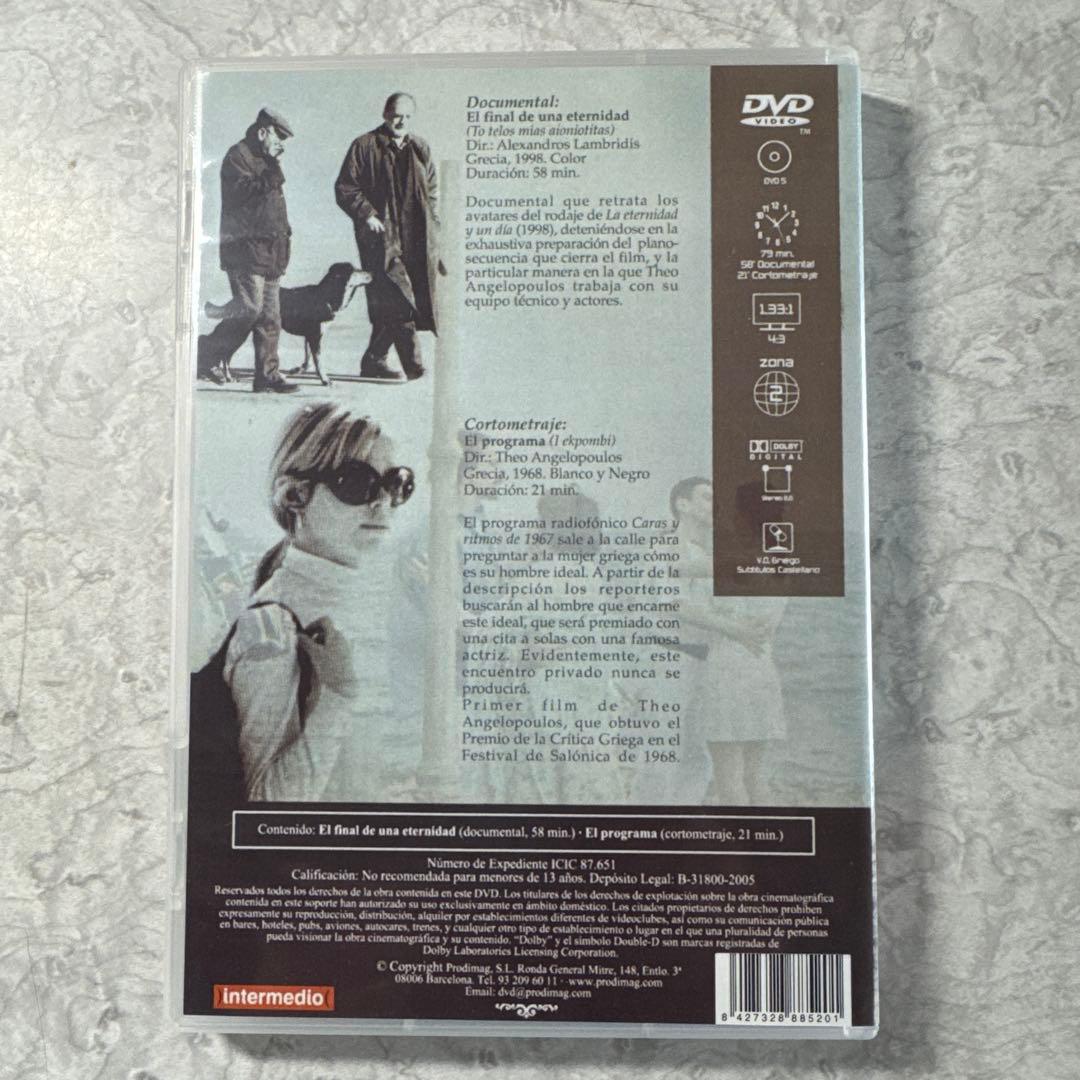 Documental:
El final de una eternidad
(To telos mias aioniotitas)
Dir.: Alexandros Lambridis
Grecia, 1998. Color
Duración: 58 min.
Documental que retrata los
avatares del rodaje de La eternidad
y un día (1998), deteniéndose en la
exhaustiva preparación del plano-
secuencia que cierra el film, y la
particular manera en la que Theo
Angelopoulos trabaja con su
equipo técnico y actores.
Cortometraje:
El programa (I ekpombi)
Dir.: Theo Angelopoulos
Grecia, 1968. Blanco y Negro
Duración: 21 min.
El programa radiofónico Caras y
ritmos de 1967 sale a la calle para
preguntar a la mujer griega cómo
es su hombre ideal. A partir de la
descripción los reporteros
buscarán al hombre que encarne
este ideal, que será premiado con
una cita a solas con una famosa
actriz. Evidentemente, este
encuentro privado nunca se
producirá.
Primer film de Theo
Angelopoulos, que obtuvo el
Premio de la Crítica Griega en el
Festival de Salónica de 1968.
DVD
VIDEO
TM
DVD 5
11 12 1
2
3
4
5
6
7
8
79 min.
58' Documental
21' Cortometraje
1.33:1
4:3
zona
2
DOLBY
DIGITAL
Stereo 2.0
V.O. Griego
Subtítulos Castellano
Contenido: El final de una eternidad (documental, 58 min.) · El programa (cortometraje, 21 min.)
Número de Expediente ICIC 87.651
Calificación: No recomendada para menores de 13 años. Depósito Legal: B-31800-2005
Reservados todos los derechos de la obra contenida en este DVD. Los titulares de los derechos de explotación sobre la obra cinematográfica
contenida en este soporte han autorizado su uso exclusivamente en ámbito doméstico. Los citados propietarios de derechos prohiben
expresamente su reproducción, distribución, alquiler por establecimientos diferentes de videoclubes, así como su comunicación pública
en bares, hoteles, pubs, aviones, autocares, trenes, y cualquier otro tipo de establecimiento o lugar en el que una pluralidad de personas
pueda visionar la obra cinematográfica y su contenido. "Dolby" y el símbolo Double-D son marcas registradas de
Dolby Laboratories Licensing Corporation.
© Copyright Prodimag, S.L. Ronda General Mitre, 148, Entlo. 3ª
08006 Barcelona. Tel. 93 209 60 11 · www.prodimag.com
Email: dvd@prodimag.com
intermedio
8 427328 885201